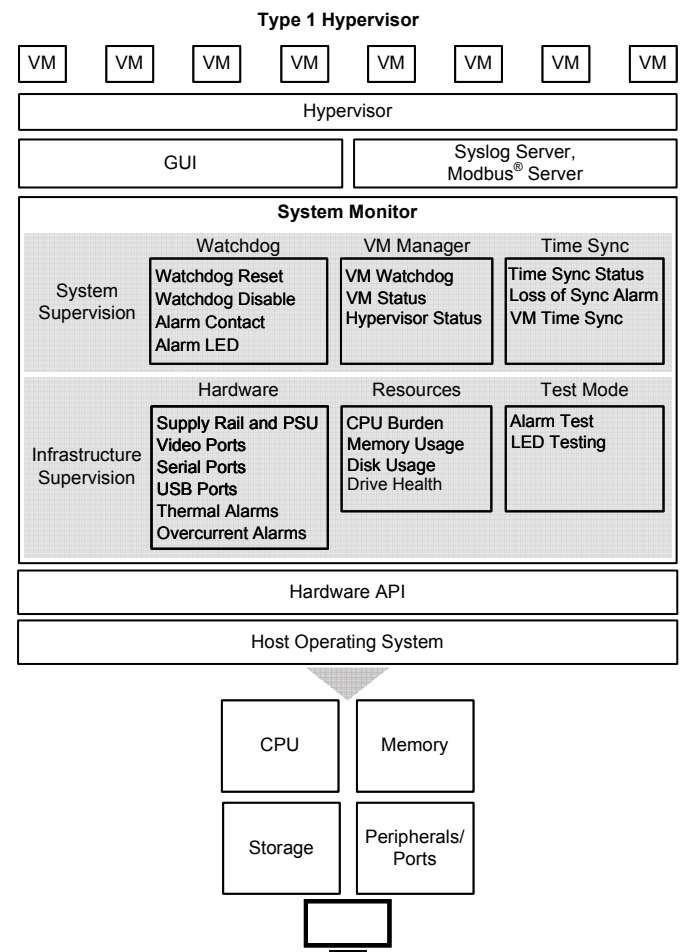 Type 1 Hypervisor
VM VM VM VM VM VM VM VM
Hypervisor
GUI
Syslog Server,
Modbus® Server
System Monitor
System
Supervision
Watchdog
Watchdog Reset
Watchdog Disable
Alarm Contact
Alarm LED
VM Manager
VM Watchdog
VM Status
Hypervisor Status
Time Sync
Time Sync Status
Loss of Sync Alarm
VM Time Sync
Infrastructure
Supervision
Hardware
Supply Rail and PSU
Video Ports
Serial Ports
USB Ports
Thermal Alarms
Overcurrent Alarms
Resources
CPU Burden
Memory Usage
Disk Usage
Drive Health
Test Mode
Alarm Test
LED Testing
Hardware API
Host Operating System
CPU
Memory
Storage
Peripherals/
Ports